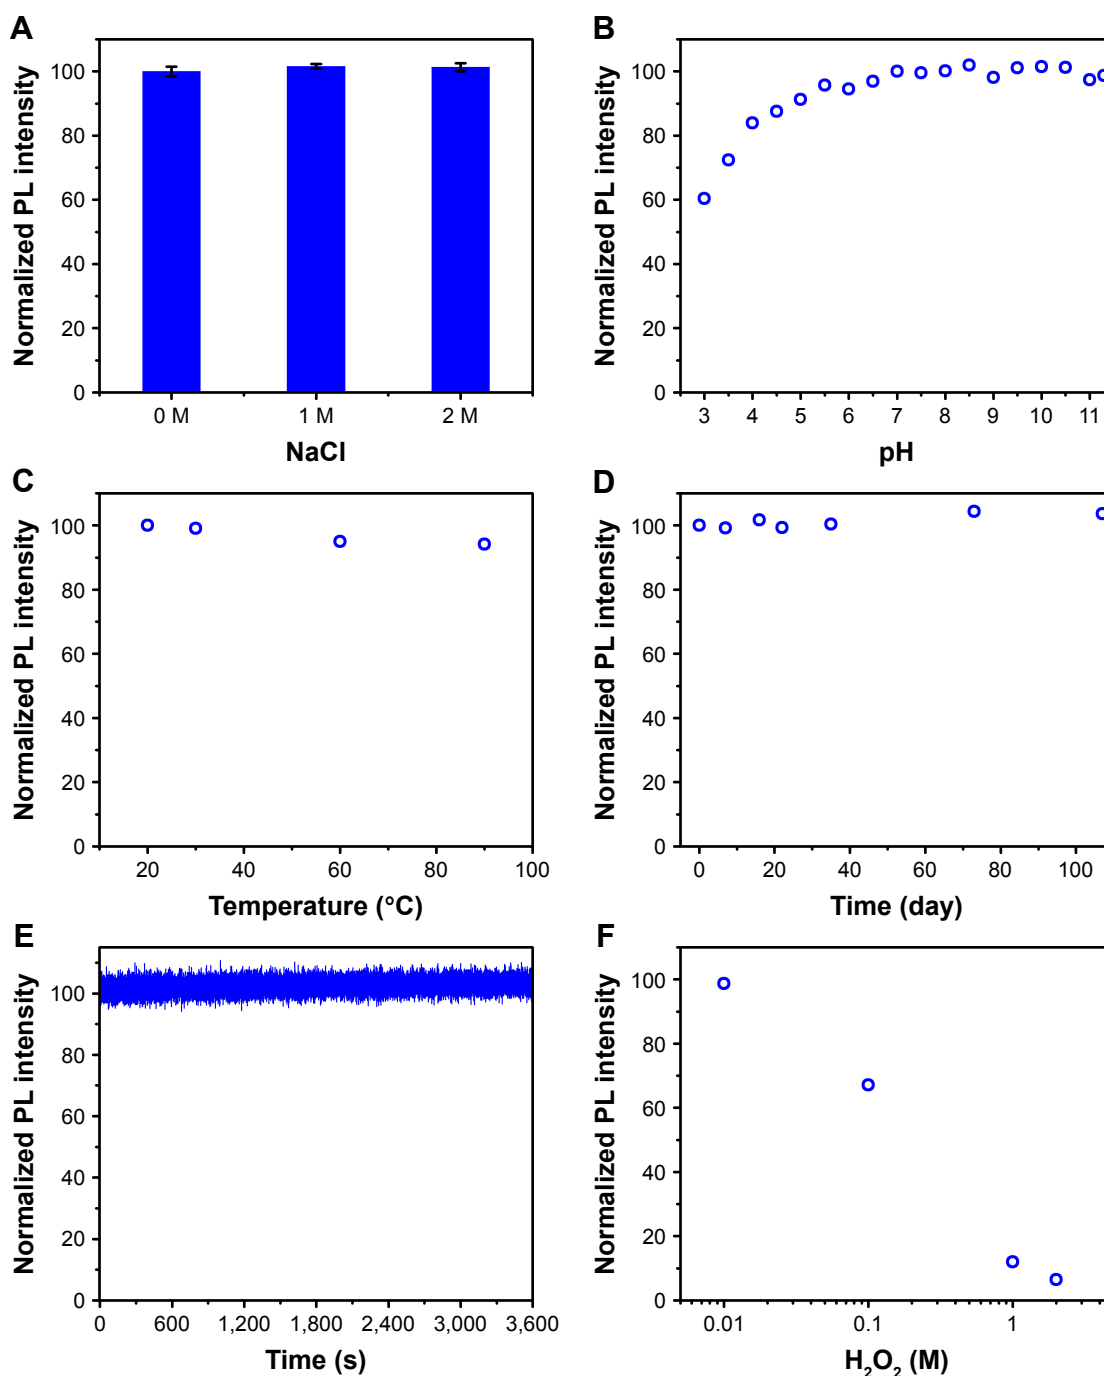 A
Normalized PL intensity
100
80
60
40
20
0
0 M 1 M 2 M
NaCl
B
Normalized PL intensity
100
80
60
40
20
0
3 4 5 6 7 8 9 10 11
pH
C
Normalized PL intensity
100
80
60
40
20
0
20 40 60 80 100
Temperature (°C)
D
Normalized PL intensity
100
80
60
40
20
0
0 20 40 60 80 100
Time (day)
E
Normalized PL intensity
100
80
60
40
20
0
0 600 1,200 1,800 2,400 3,000 3,600
Time (s)
F
Normalized PL intensity
100
80
60
40
20
0
0.01 0.1 1
H₂O₂ (M)